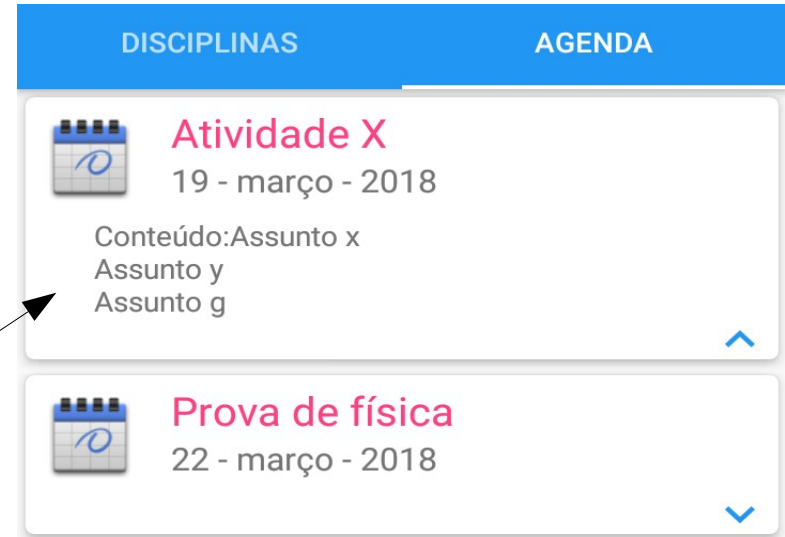 DISCIPLINAS AGENDA
Atividade X
19 - março - 2018
Conteúdo:Assunto x
Assunto y
Assunto g
Prova de física
22 - março - 2018